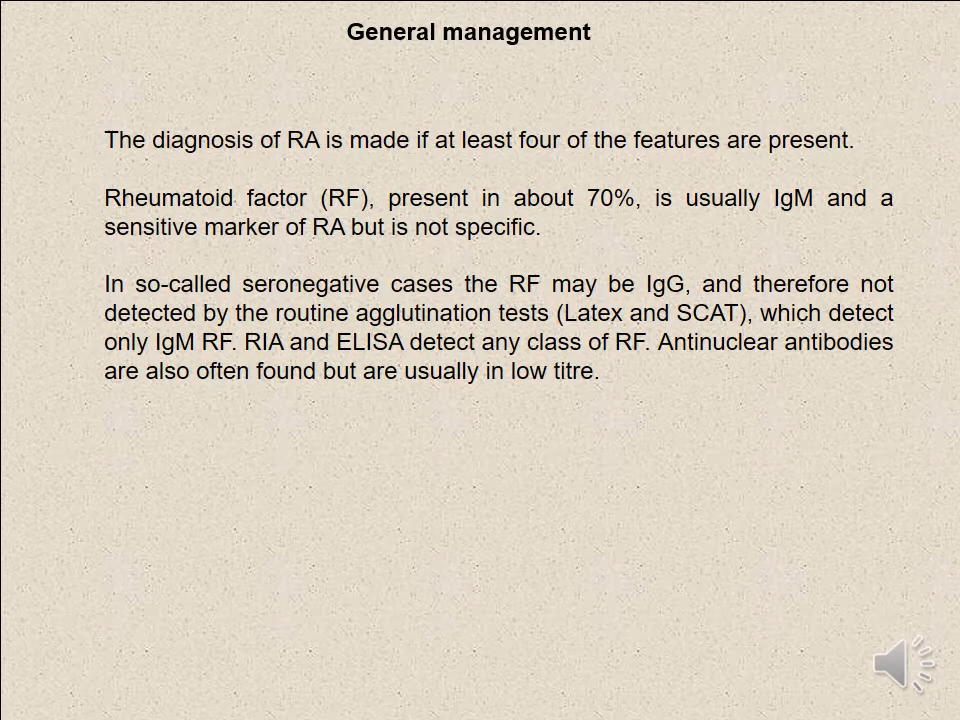 General management
The diagnosis of RA is made if at least four of the features are present.
Rheumatoid factor (RF), present in about 70%, is usually IgM and a
sensitive marker of RA but is not specific.
In so-called seronegative cases the RF may be IgG, and therefore not
detected by the routine agglutination tests (Latex and SCAT), which detect
only IgM RF. RIA and ELISA detect any class of RF. Antinuclear antibodies
are also often found but are usually in low titre.